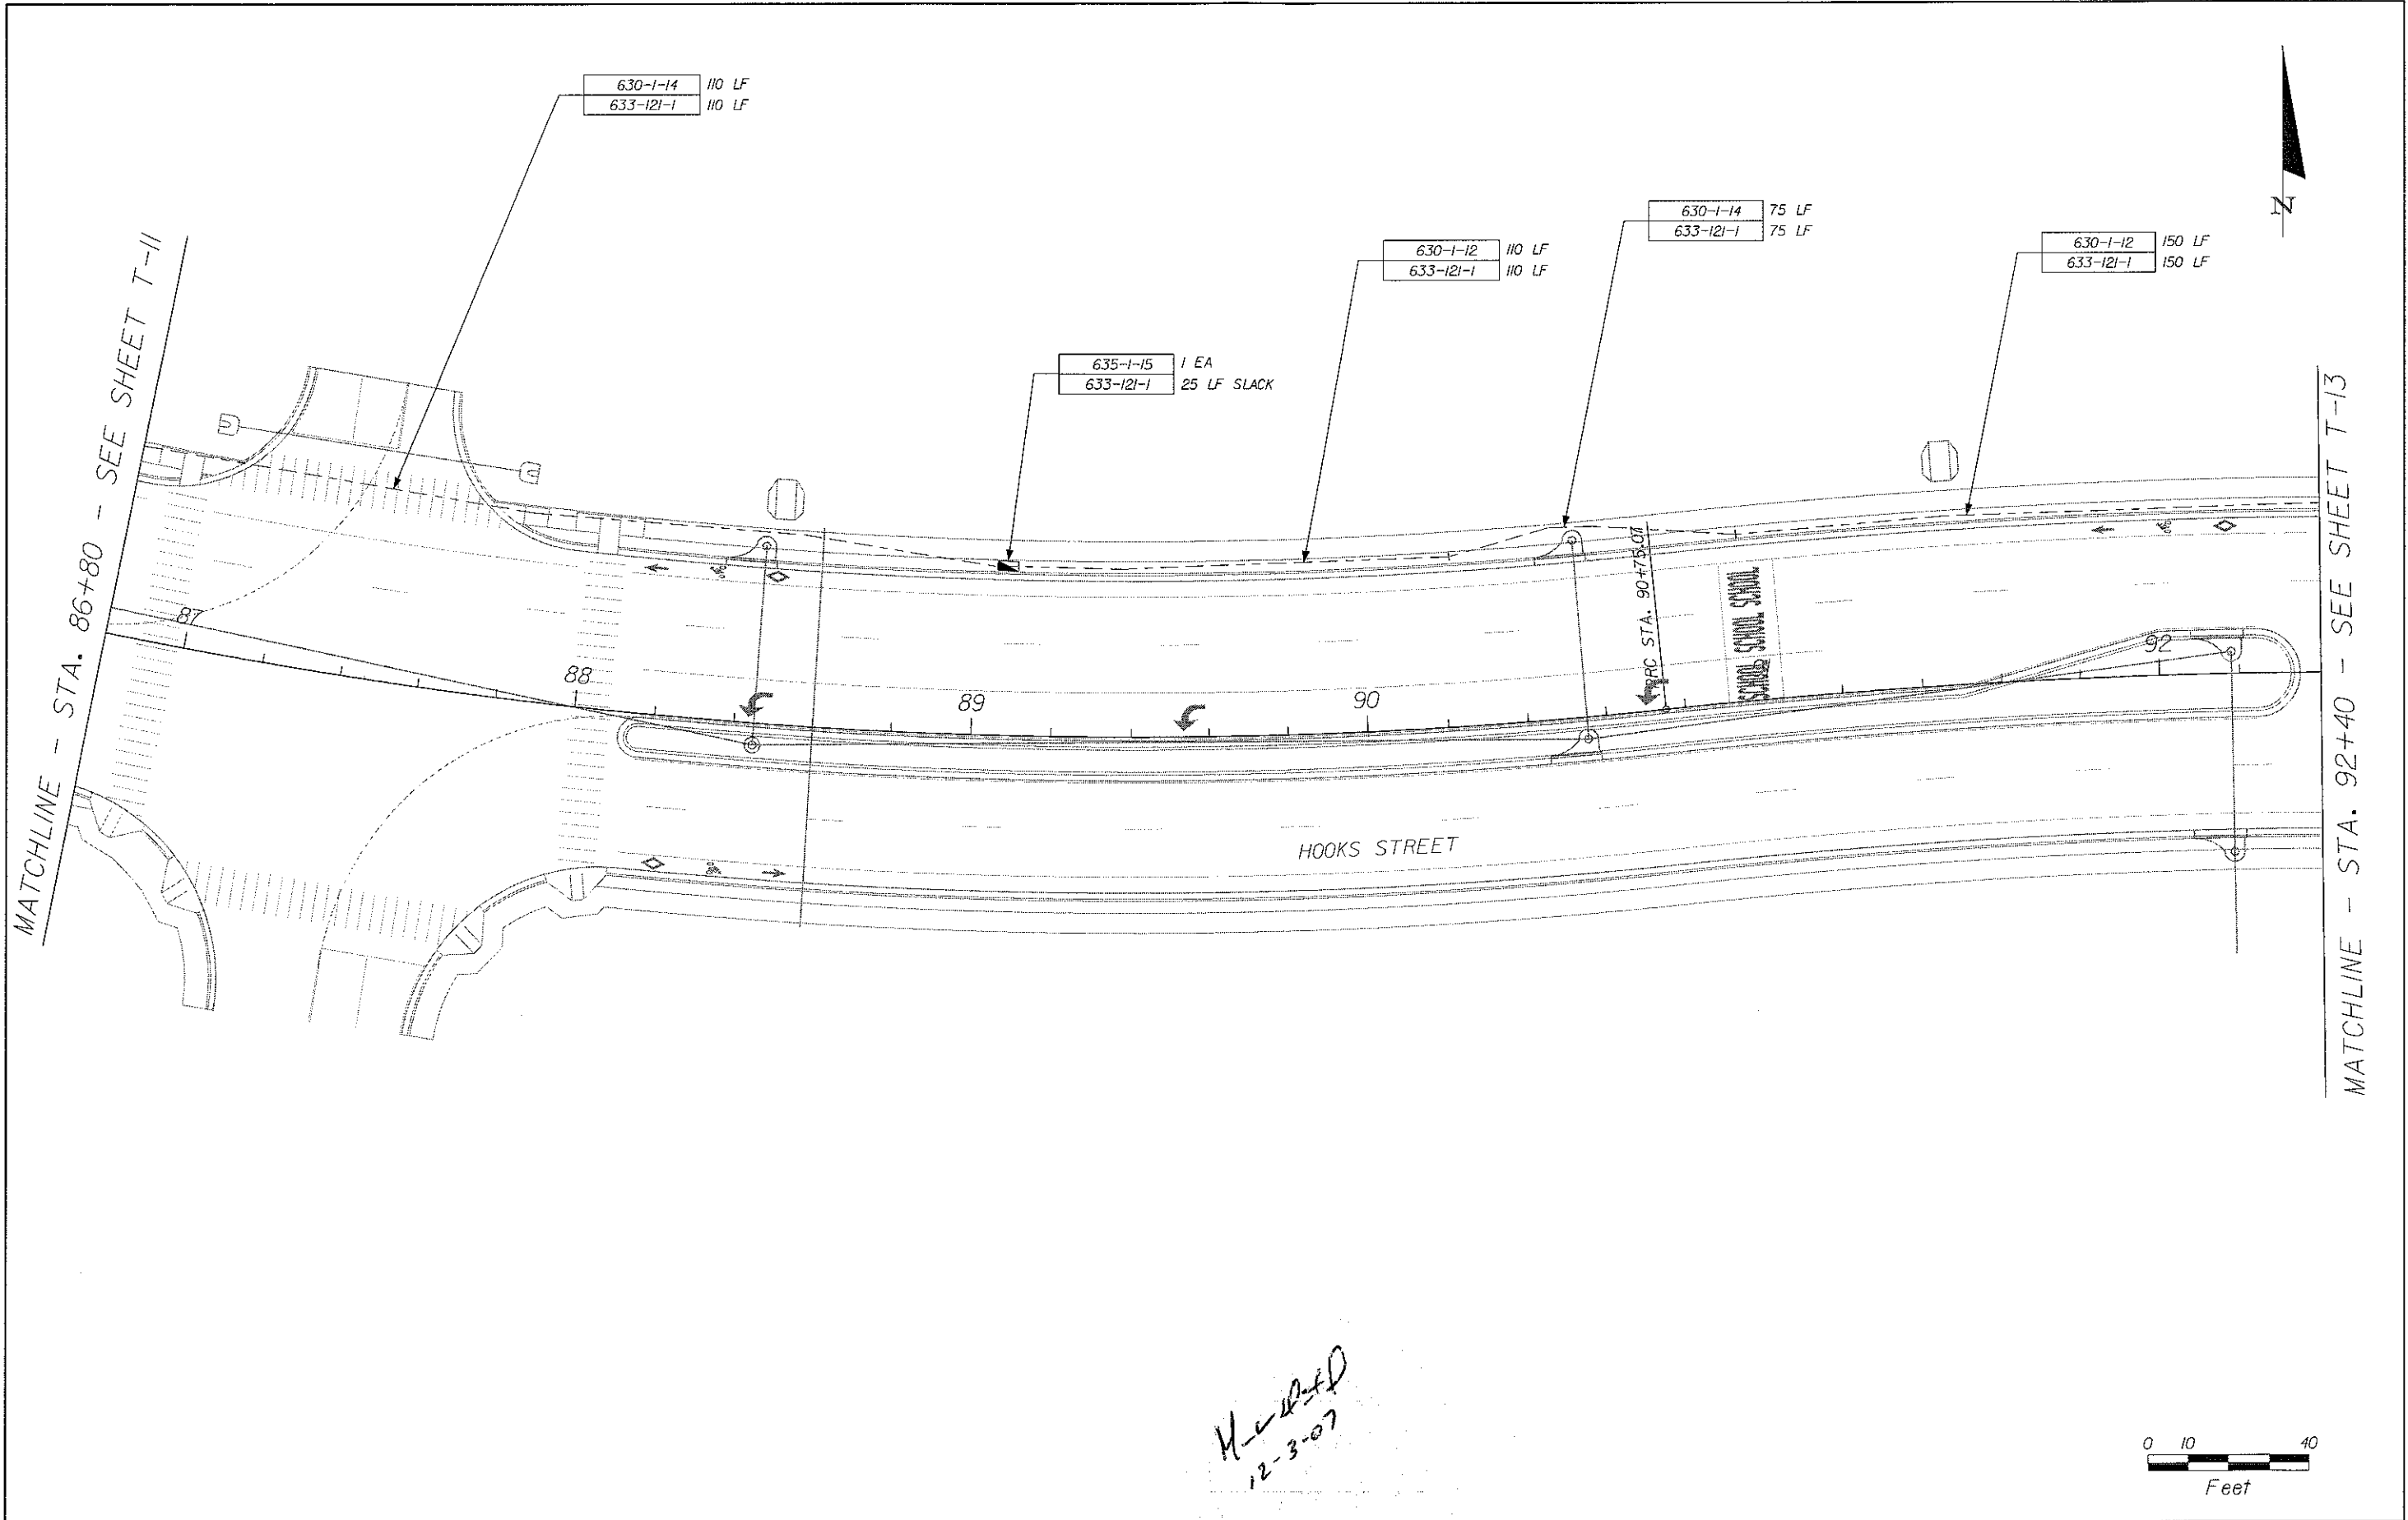 630-1-14 110 LF
633-121-1 110 LF
630-1-14 75 LF
633-121-1 75 LF
630-1-12 150 LF
633-121-1 150 LF
630-1-12 110 LF
633-121-1 110 LF
635-1-15 1 EA
633-121-1 25 LF SLACK
N
MATCHLINE - STA. 86+80 - SEE SHEET T-11
MATCHLINE - STA. 92+40 - SEE SHEET T-13
PRC STA. 90+75.07
SCHOOL SCHOOL SCHOOL
87
88
89
90
92
HOOKS STREET
12-3-07
0 10 40
Feet